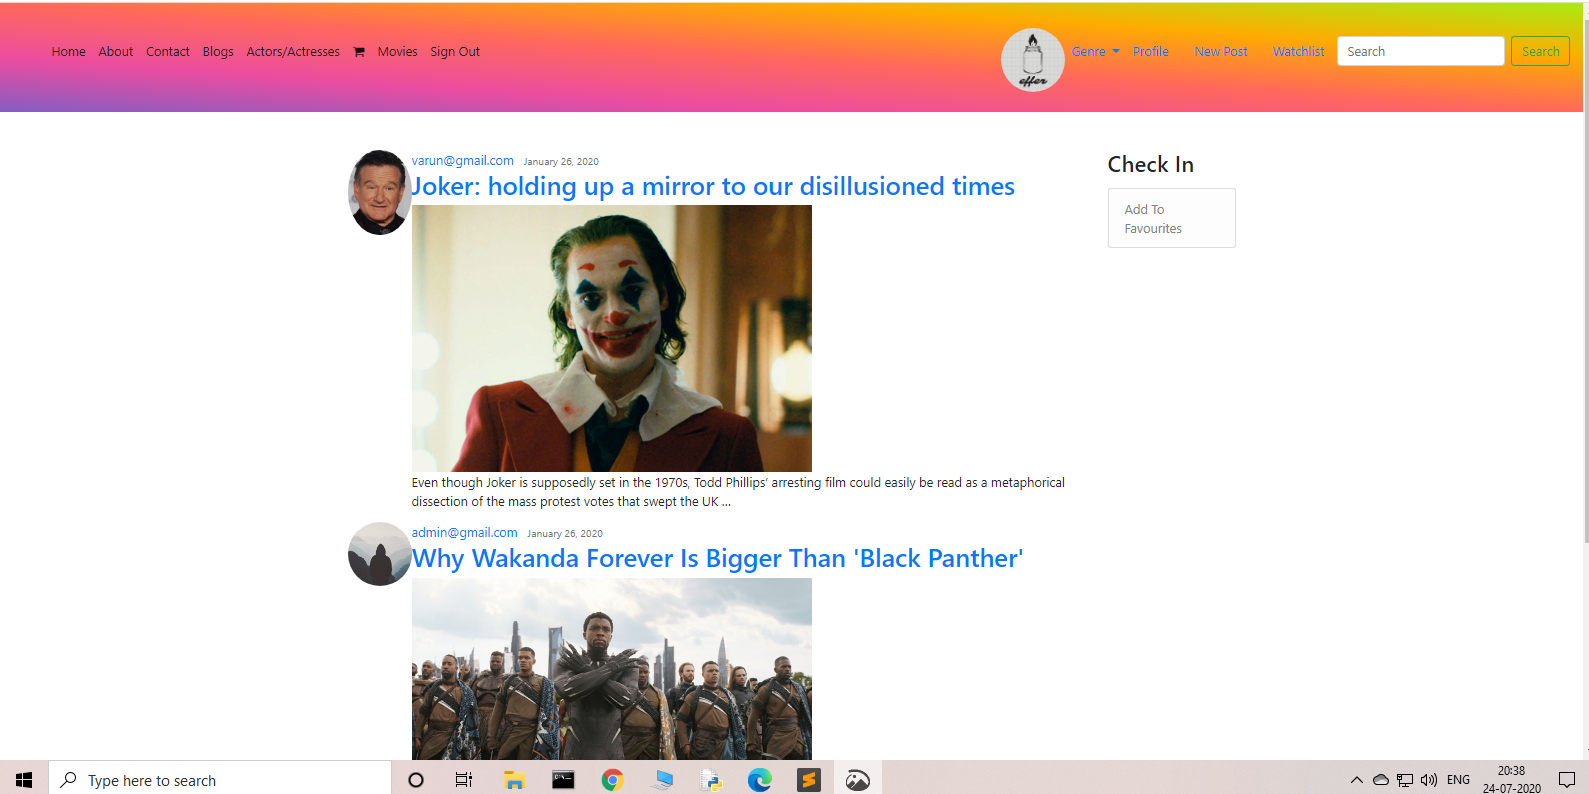 Home About Contact Blogs Actors/Actresses Movies Sign Out
effer
Genre Profile New Post Watchlist Search Search
varun@gmail.com January 26, 2020
Joker: holding up a mirror to our disillusioned times
Even though Joker is supposedly set in the 1970s, Todd Phillips' arresting film could easily be read as a metaphorical
dissection of the mass protest votes that swept the UK ...
admin@gmail.com January 26, 2020
Why Wakanda Forever Is Bigger Than 'Black Panther'
Check In
Add To
Favourites
Type here to search
ENG
20:38
24-07-2020